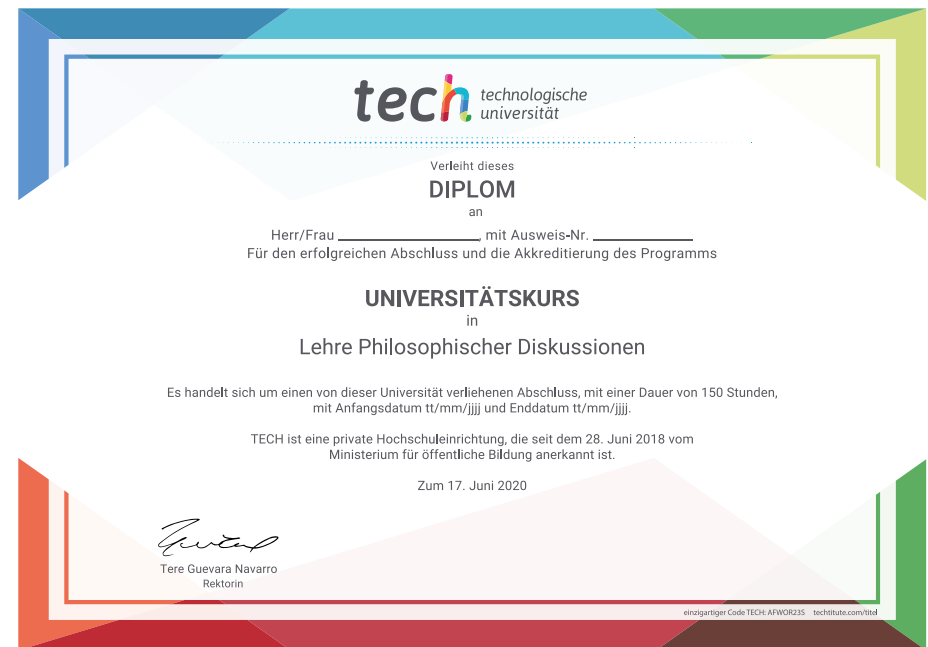 tech technologische
universität
Verleiht dieses
DIPLOM
an
Herr/Frau ____________, mit Ausweis-Nr. ____________
Für den erfolgreichen Abschluss und die Akkreditierung des Programms
UNIVERSITÄTSKURS
in
Lehre Philosophischer Diskussionen
Es handelt sich um einen von dieser Universität verliehenen Abschluss, mit einer Dauer von 150 Stunden,
mit Anfangsdatum tt/mm/jjjj und Enddatum tt/mm/jjjj.
TECH ist eine private Hochschuleinrichtung, die seit dem 28. Juni 2018 vom
Ministerium für öffentliche Bildung anerkannt ist.
Zum 17. Juni 2020
Tere Guevara Navarro
Rektorin
einzigartiger Code TECH: AFWOR23S techtitute.com/titel